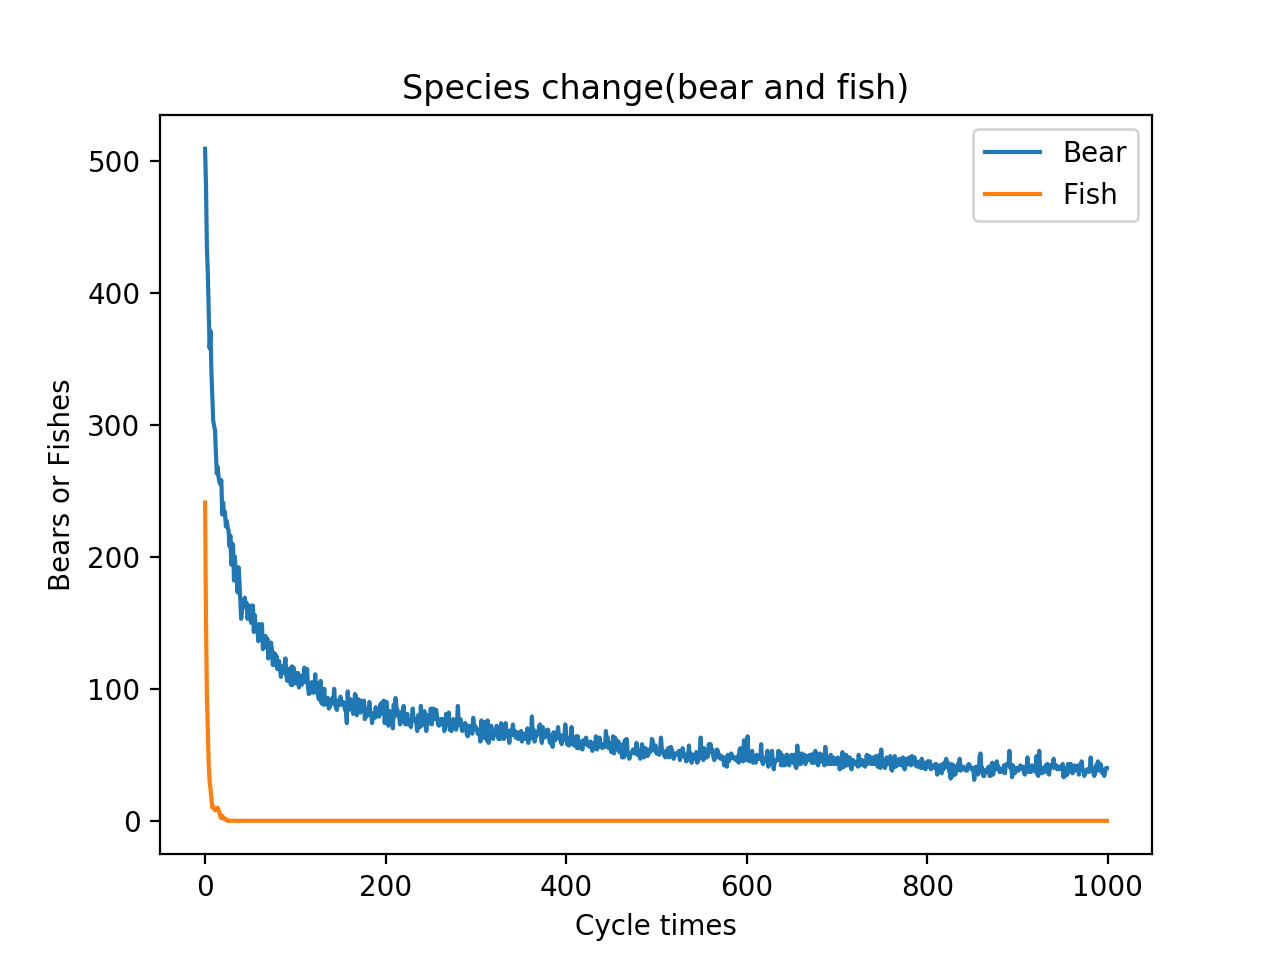 Species change(bear and fish)
Bear
Fish
500
400
300
200
100
0
Bears or Fishes
0 200 400 600 800 1000
Cycle times